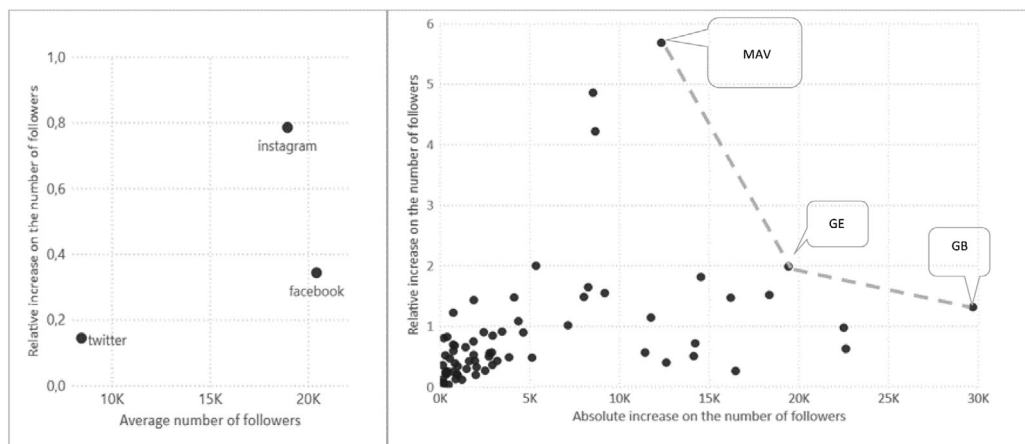 Relative increase on the number of followers
1,0
0,8
0,6
0,4
0,2
0,0
instagram
facebook
twitter
10K 15K 20K
Average number of followers
Relative increase on the number of followers
6
5
4
3
2
1
0
MAV
GE
GB
0K 5K 10K 15K 20K 25K 30K
Absolute increase on the number of followers